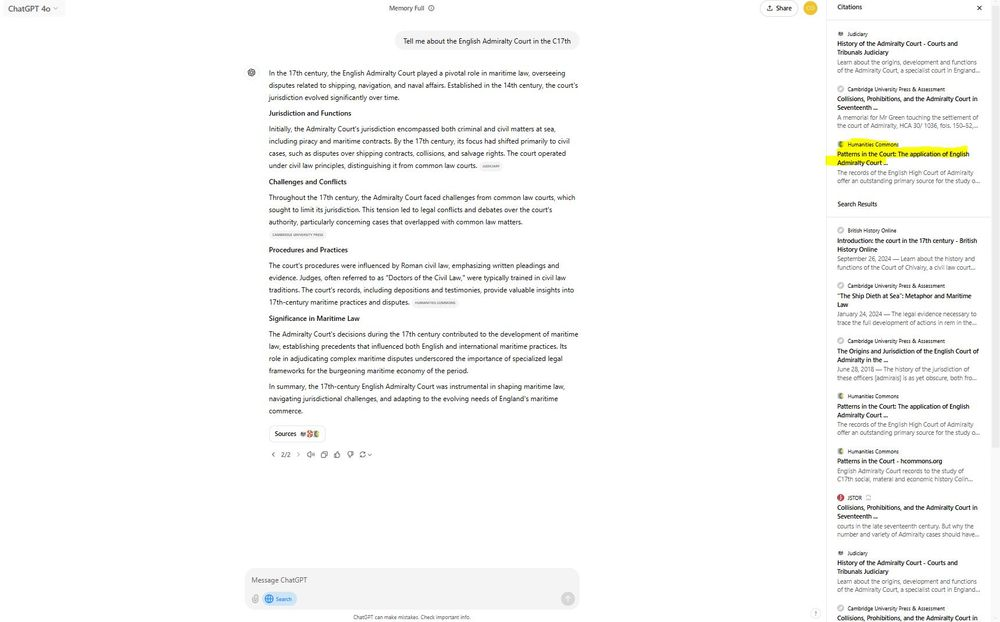 ChatGPT 4o
Memory Full
Share
Tell me about the English Admiralty Court in the C17th
In the 17th century, the English Admiralty Court played a pivotal role in maritime law, overseeing
disputes related to shipping, navigation, and naval affairs. Established in the 14th century, the court's
jurisdiction evolved significantly over time.
Jurisdiction and Functions
Initially, the Admiralty Court's jurisdiction encompassed both criminal and civil matters at sea,
including piracy and maritime contracts. By the 17th century, its focus had shifted primarily to civil
cases, such as disputes over shipping contracts, collisions, and salvage rights. The court operated
under civil law principles, distinguishing it from common law courts. JUDICIARY
Challenges and Conflicts
Throughout the 17th century, the Admiralty Court faced challenges from common law courts, which
sought to limit its jurisdiction. This tension led to legal conflicts and debates over the court's
authority, particularly concerning cases that overlapped with common law matters.
CAMBRIDGE UNIVERSITY PRESS
Procedures and Practices
The court's procedures were influenced by Roman civil law, emphasizing written pleadings and
evidence. Judges, often referred to as "Doctors of the Civil Law," were typically trained in civil law
traditions. The court's records, including depositions and testimonies, provide valuable insights into
17th-century maritime practices and disputes. HUMANITIES COMMONS
Significance in Maritime Law
The Admiralty Court's decisions during the 17th century contributed to the development of maritime
law, establishing precedents that influenced both English and international maritime practices. Its
role in adjudicating complex maritime disputes underscored the importance of specialized legal
frameworks for the burgeoning maritime economy of the period.
In summary, the 17th-century English Admiralty Court was instrumental in shaping maritime law,
navigating jurisdictional challenges, and adapting to the evolving needs of England's maritime
commerce.
Sources
2/2
Message ChatGPT
Search
ChatGPT can make mistakes. Check important info.
?
Citations
Judiciary
History of the Admiralty Court - Courts and
Tribunals Judiciary
Learn about the origins, development and functions
of the Admiralty Court, a specialist court in England...
Cambridge University Press & Assessment
Collisions, Prohibitions, and the Admiralty Court in
Seventeenth ...
A memorial for Mr Green touching the settlement of
the court of Admiralty, HCA 30/ 1036, fois. 150–52,...
Humanities Commons
Patterns in the Court: The application of English
Admiralty Court ...
The records of the English High Court of Admiralty
offer an outstanding primary source for the study o...
Search Results
British History Online
Introduction: the court in the 17th century - British
History Online
September 26, 2024 — Learn about the history and
functions of the Court of Chivalry, a civil law court...
Cambridge University Press & Assessment
"The Ship Dieth at Sea": Metaphor and Maritime
Law
January 24, 2024 — The legal evidence necessary to
trace the full development of actions in rem in the...
Cambridge University Press & Assessment
The Origins and Jurisdiction of the English Court of
Admiralty in the ...
June 28, 2018 — The history of the jurisdiction of
these officers [admirals] is as yet obscure, both fro...
Humanities Commons
Patterns in the Court: The application of English
Admiralty Court ...
The records of the English High Court of Admiralty
offer an outstanding primary source for the study o...
Humanities Commons
Patterns in the Court - hcommons.org
English Admiralty Court records to the study of
C17th social, materal and economic history Colin...
JSTOR
Collisions, Prohibitions, and the Admiralty Court in
Seventeenth ...
courts in the late seventeenth century. But why the
number and variety of Admiralty cases should have...
Judiciary
History of the Admiralty Court - Courts and
Tribunals Judiciary
Learn about the origins, development and functions
of the Admiralty Court, a specialist court in England...
Cambridge University Press & Assessment
Collisions, Prohibitions, and the Admiralty Court in